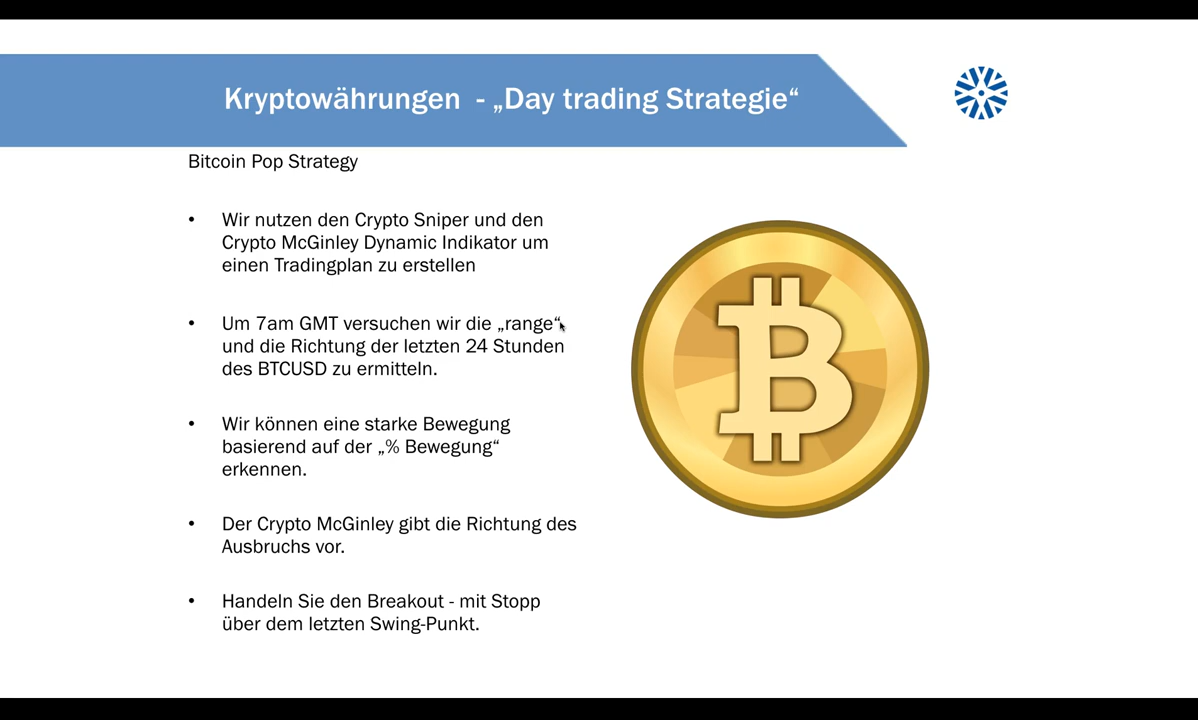 Kryptowährungen - „Day trading Strategie“
Bitcoin Pop Strategy
• Wir nutzen den Crypto Sniper und den
Crypto McGinley Dynamic Indikator um
einen Tradingplan zu erstellen
• Um 7am GMT versuchen wir die „range“
und die Richtung der letzten 24 Stunden
des BTCUSD zu ermitteln.
• Wir können eine starke Bewegung
basierend auf der „% Bewegung“
erkennen.
• Der Crypto McGinley gibt die Richtung des
Ausbruchs vor.
• Handeln Sie den Breakout - mit Stopp
über dem letzten Swing-Punkt.